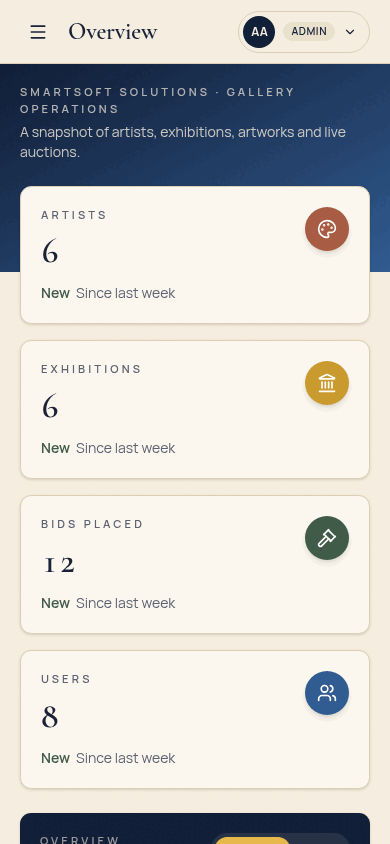 Overview
AA
ADMIN
SMARTSOFT SOLUTIONS · GALLERY
OPERATIONS
A snapshot of artists, exhibitions, artworks and live
auctions.
ARTISTS
6
New Since last week
EXHIBITIONS
6
New Since last week
BIDS PLACED
12
New Since last week
USERS
8
New Since last week
OVERVIEW